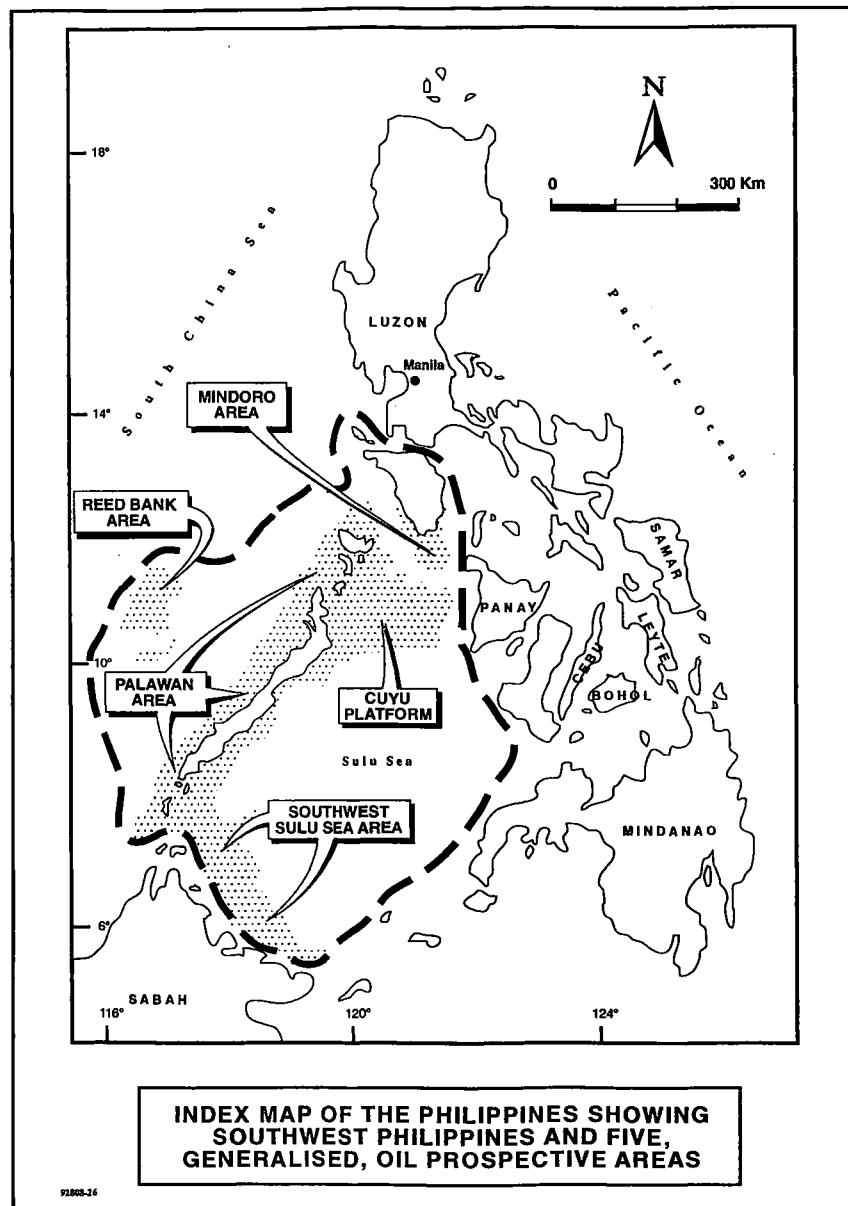 N
0 300 Km
18°
South China Sea
Pacific Ocean
LUZON
Manila
MINDORO
AREA
14°
REED BANK
AREA
SAMAR
PANAY
LEYTE
CEBU
10°
PALAWAN
AREA
CUYU
PLATFORM
BOHOL
Sulu Sea
SOUTHWEST
SULU SEA AREA
MINDANAO
6°
SABAH
116° 120° 124°
INDEX MAP OF THE PHILIPPINES SHOWING
SOUTHWEST PHILIPPINES AND FIVE,
GENERALISED, OIL PROSPECTIVE AREAS
92808-26